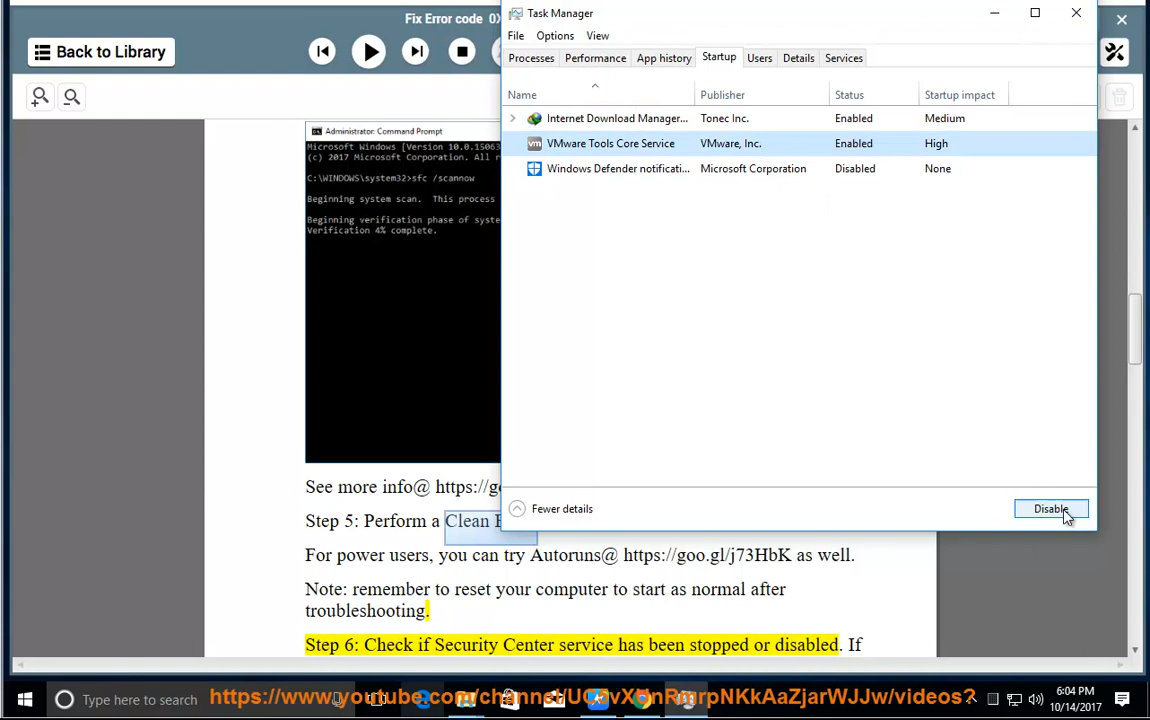 Fix Error code 0X
Back to Library
Administrator: Command Prompt
Microsoft Windows [Version 10.0.15063
(c) 2017 Microsoft Corporation. All r
C:\WINDOWS\system32>sfc /scannow
Beginning system scan. This process
Beginning verification phase of syste
Verification 4% complete.
See more info@ https://go
Step 5: Perform a Clean B
For power users, you can try Autoruns@ https://goo.gl/j73HbK as well.
Note: remember to reset your computer to start as normal after
troubleshooting.
Step 6: Check if Security Center service has been stopped or disabled. If
Task Manager
File Options View
Processes Performance App history Startup Users Details Services
Name Publisher Status Startup impact
Internet Download Manager... Tonec Inc. Enabled Medium
vm VMware Tools Core Service VMware, Inc. Enabled High
Windows Defender notificati... Microsoft Corporation Disabled None
Fewer details
Disable
Type here to search
6:04 PM
10/14/2017